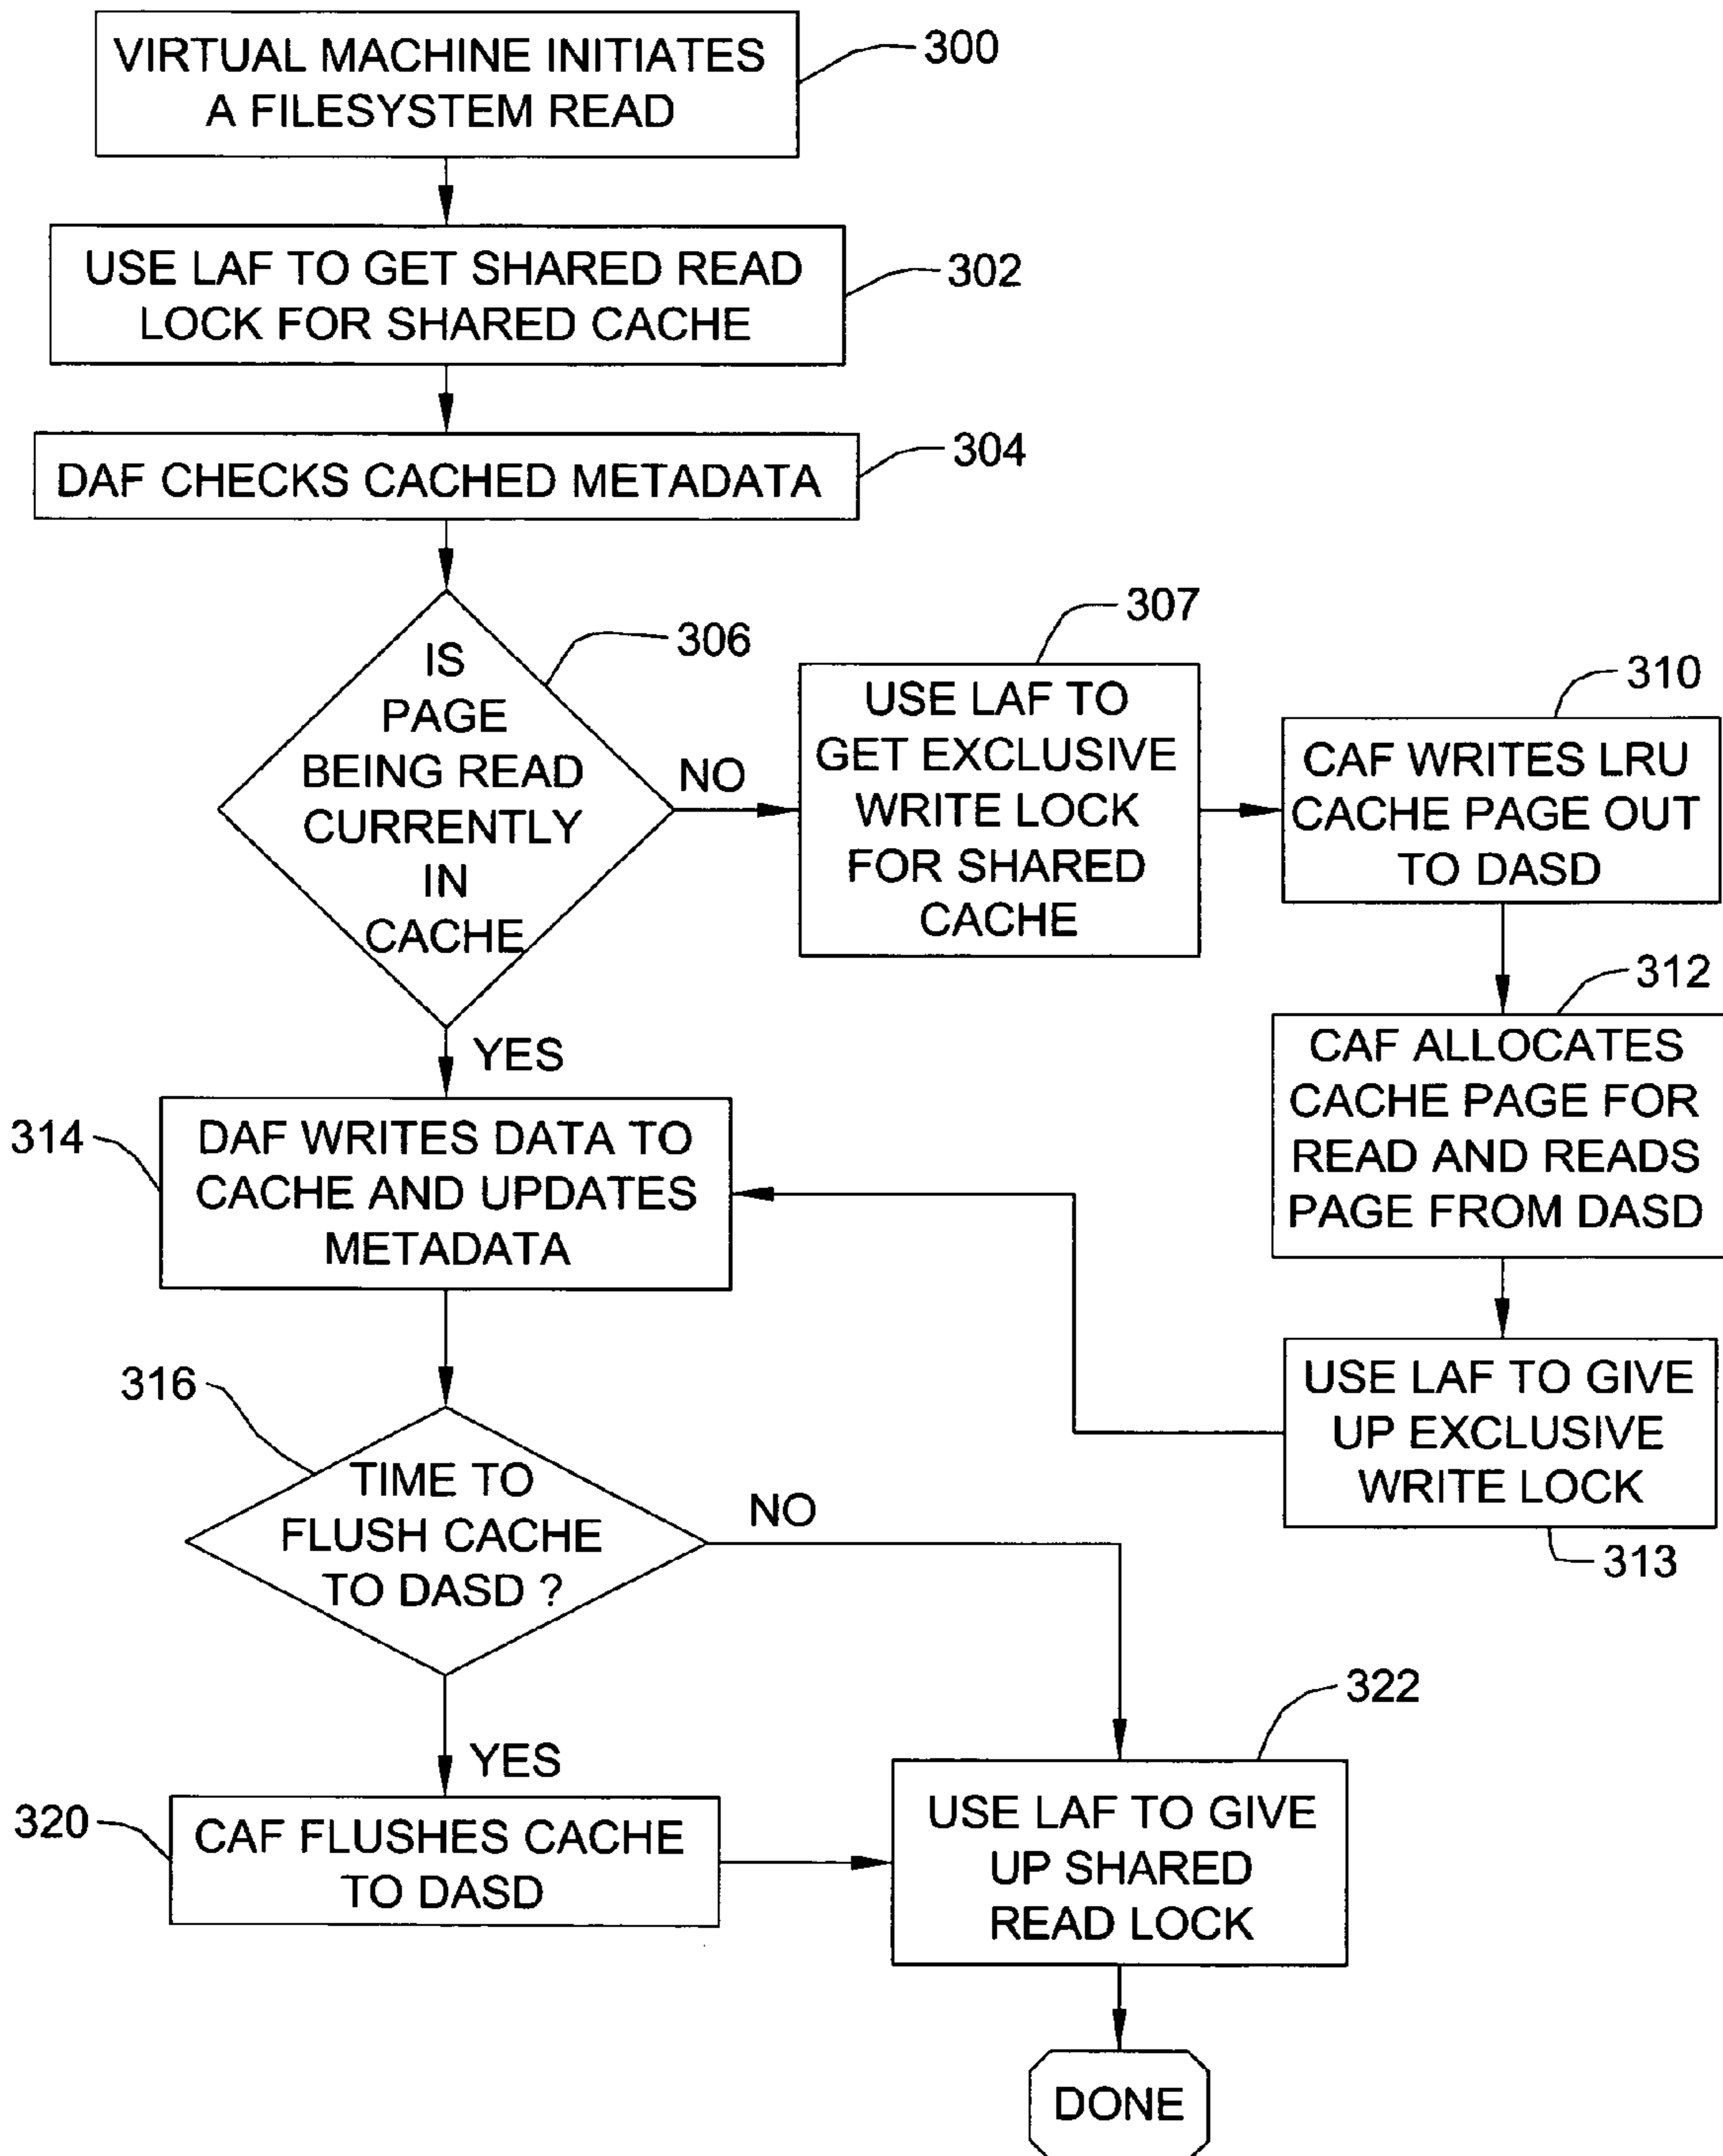 VIRTUAL MACHINE INITIATES
A FILESYSTEM READ
300
USE LAF TO GET SHARED READ
LOCK FOR SHARED CACHE
302
DAF CHECKS CACHED METADATA
304
IS
PAGE
BEING READ
CURRENTLY
IN
CACHE
306
NO
YES
USE LAF TO
GET EXCLUSIVE
WRITE LOCK
FOR SHARED
CACHE
307
CAF WRITES LRU
CACHE PAGE OUT
TO DASD
310
CAF ALLOCATES
CACHE PAGE FOR
READ AND READS
PAGE FROM DASD
312
USE LAF TO GIVE
UP EXCLUSIVE
WRITE LOCK
313
314
DAF WRITES DATA TO
CACHE AND UPDATES
METADATA
316
TIME TO
FLUSH CACHE
TO DASD ?
NO
YES
320
CAF FLUSHES CACHE
TO DASD
322
USE LAF TO GIVE
UP SHARED
READ LOCK
DONE